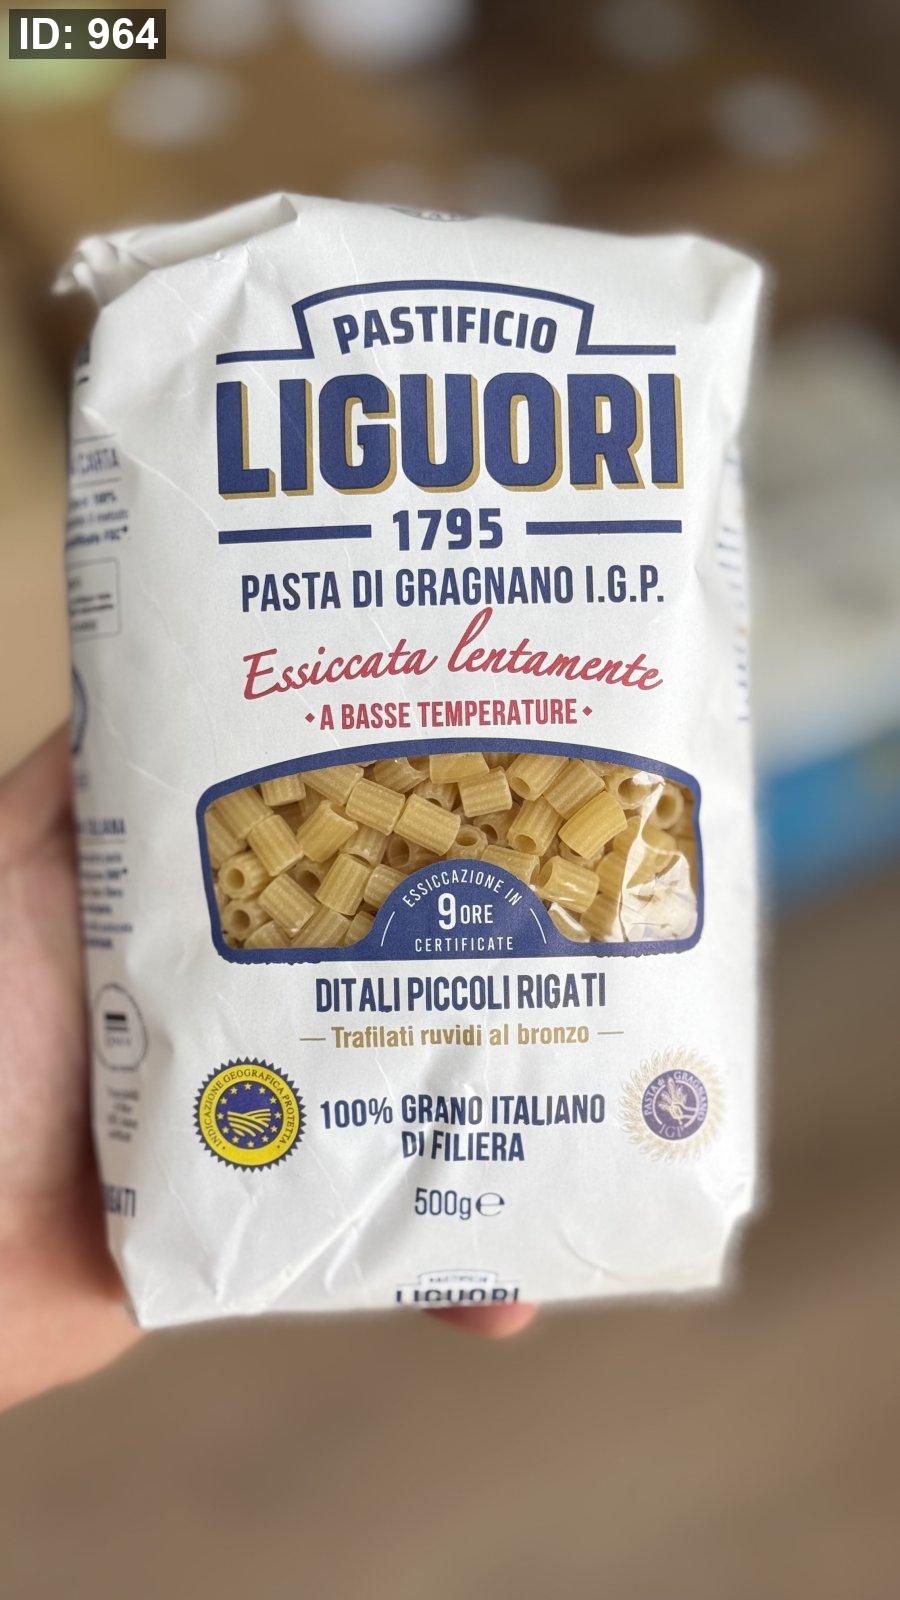 ID: 964
PASTIFICIO
LIGUORI
1795
PASTA DI GRAGNANO I.G.P.
Essiccata lentamente
• A BASSE TEMPERATURE •
ESSICCAZIONE IN
9 ORE
CERTIFICATE
DITALI PICCOLI RIGATI
— Trafilati ruvidi al bronzo —
INDICAZIONE GEOGRAFICA PROTETTA
100% GRANO ITALIANO
DI FILIERA
PASTA di GRAGNANO
IGP
500g ℮
PASTIFICIO
LIGUORI
CARTA